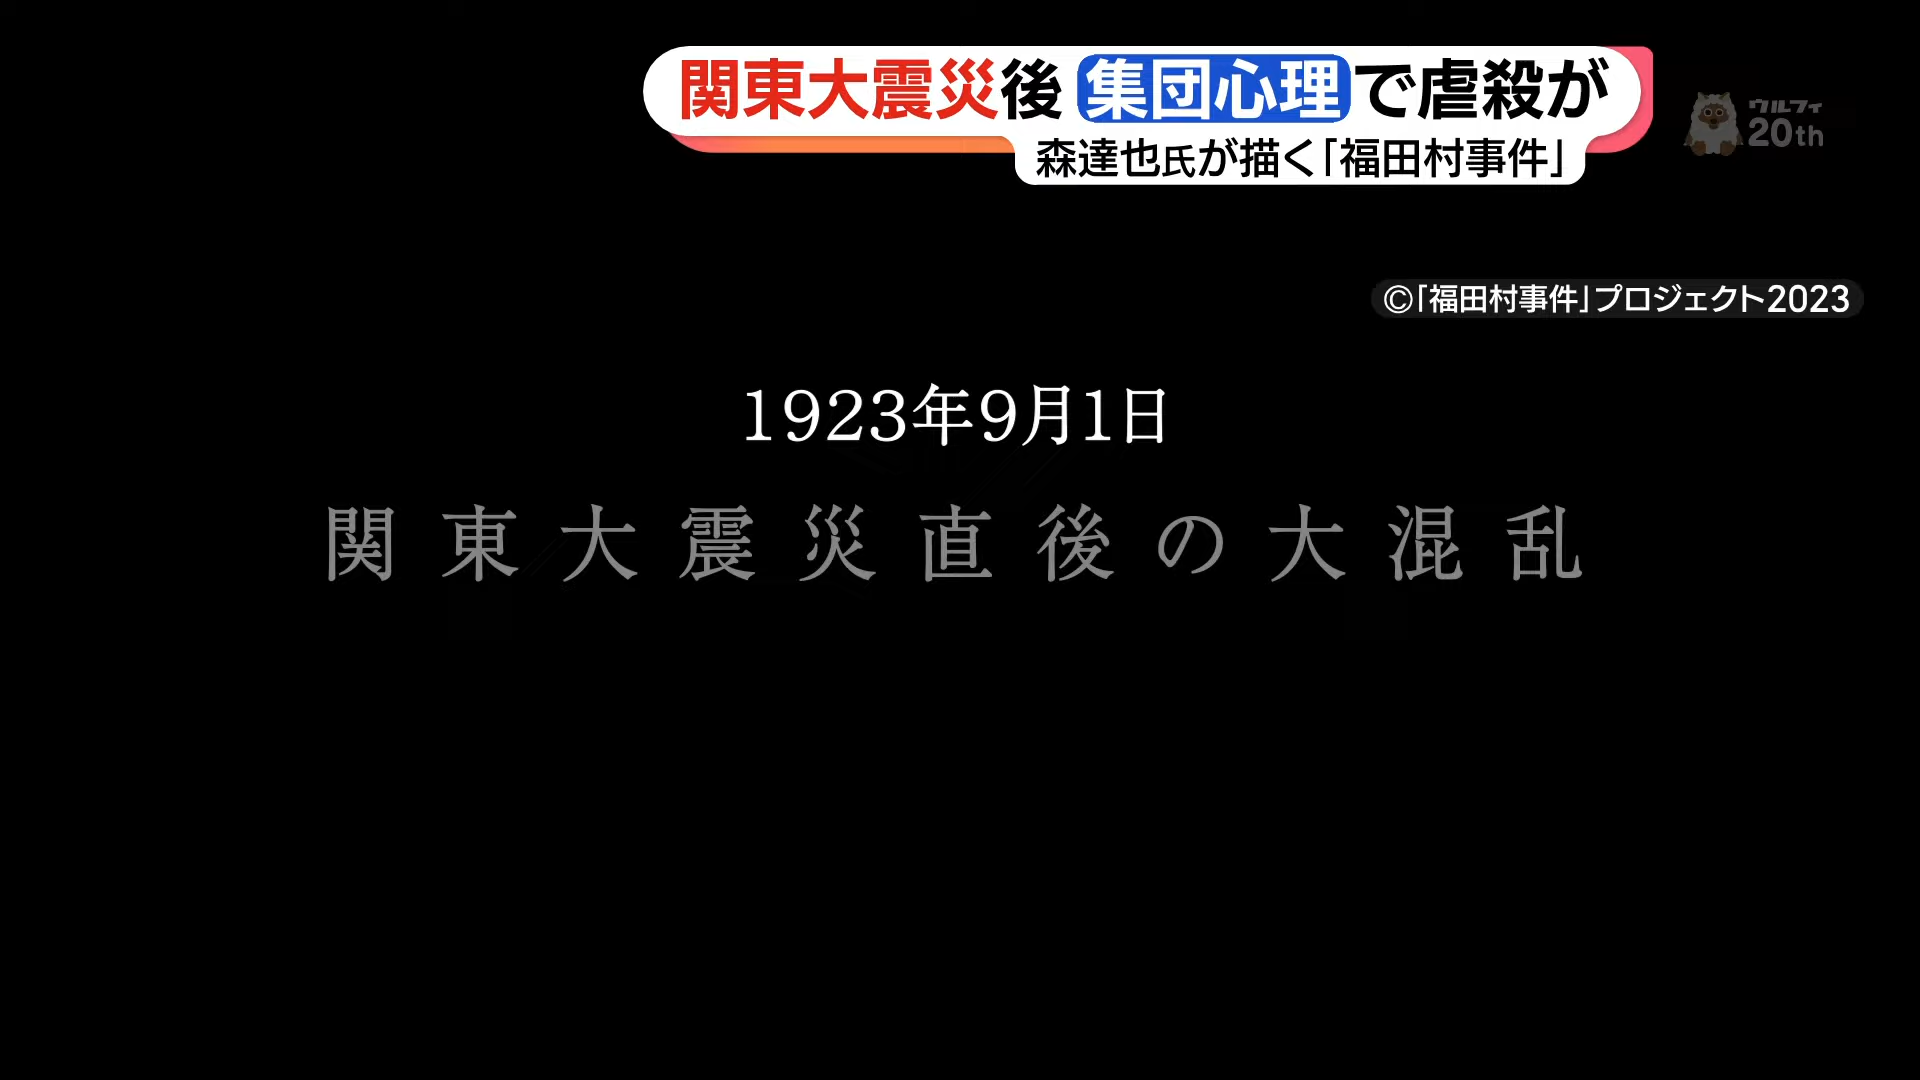 関東大震災後 集団心理で虐殺が
森達也氏が描く「福田村事件」
ウルフィ
20th
©「福田村事件」プロジェクト2023
1923年9月1日
関東大震災直後の大混乱